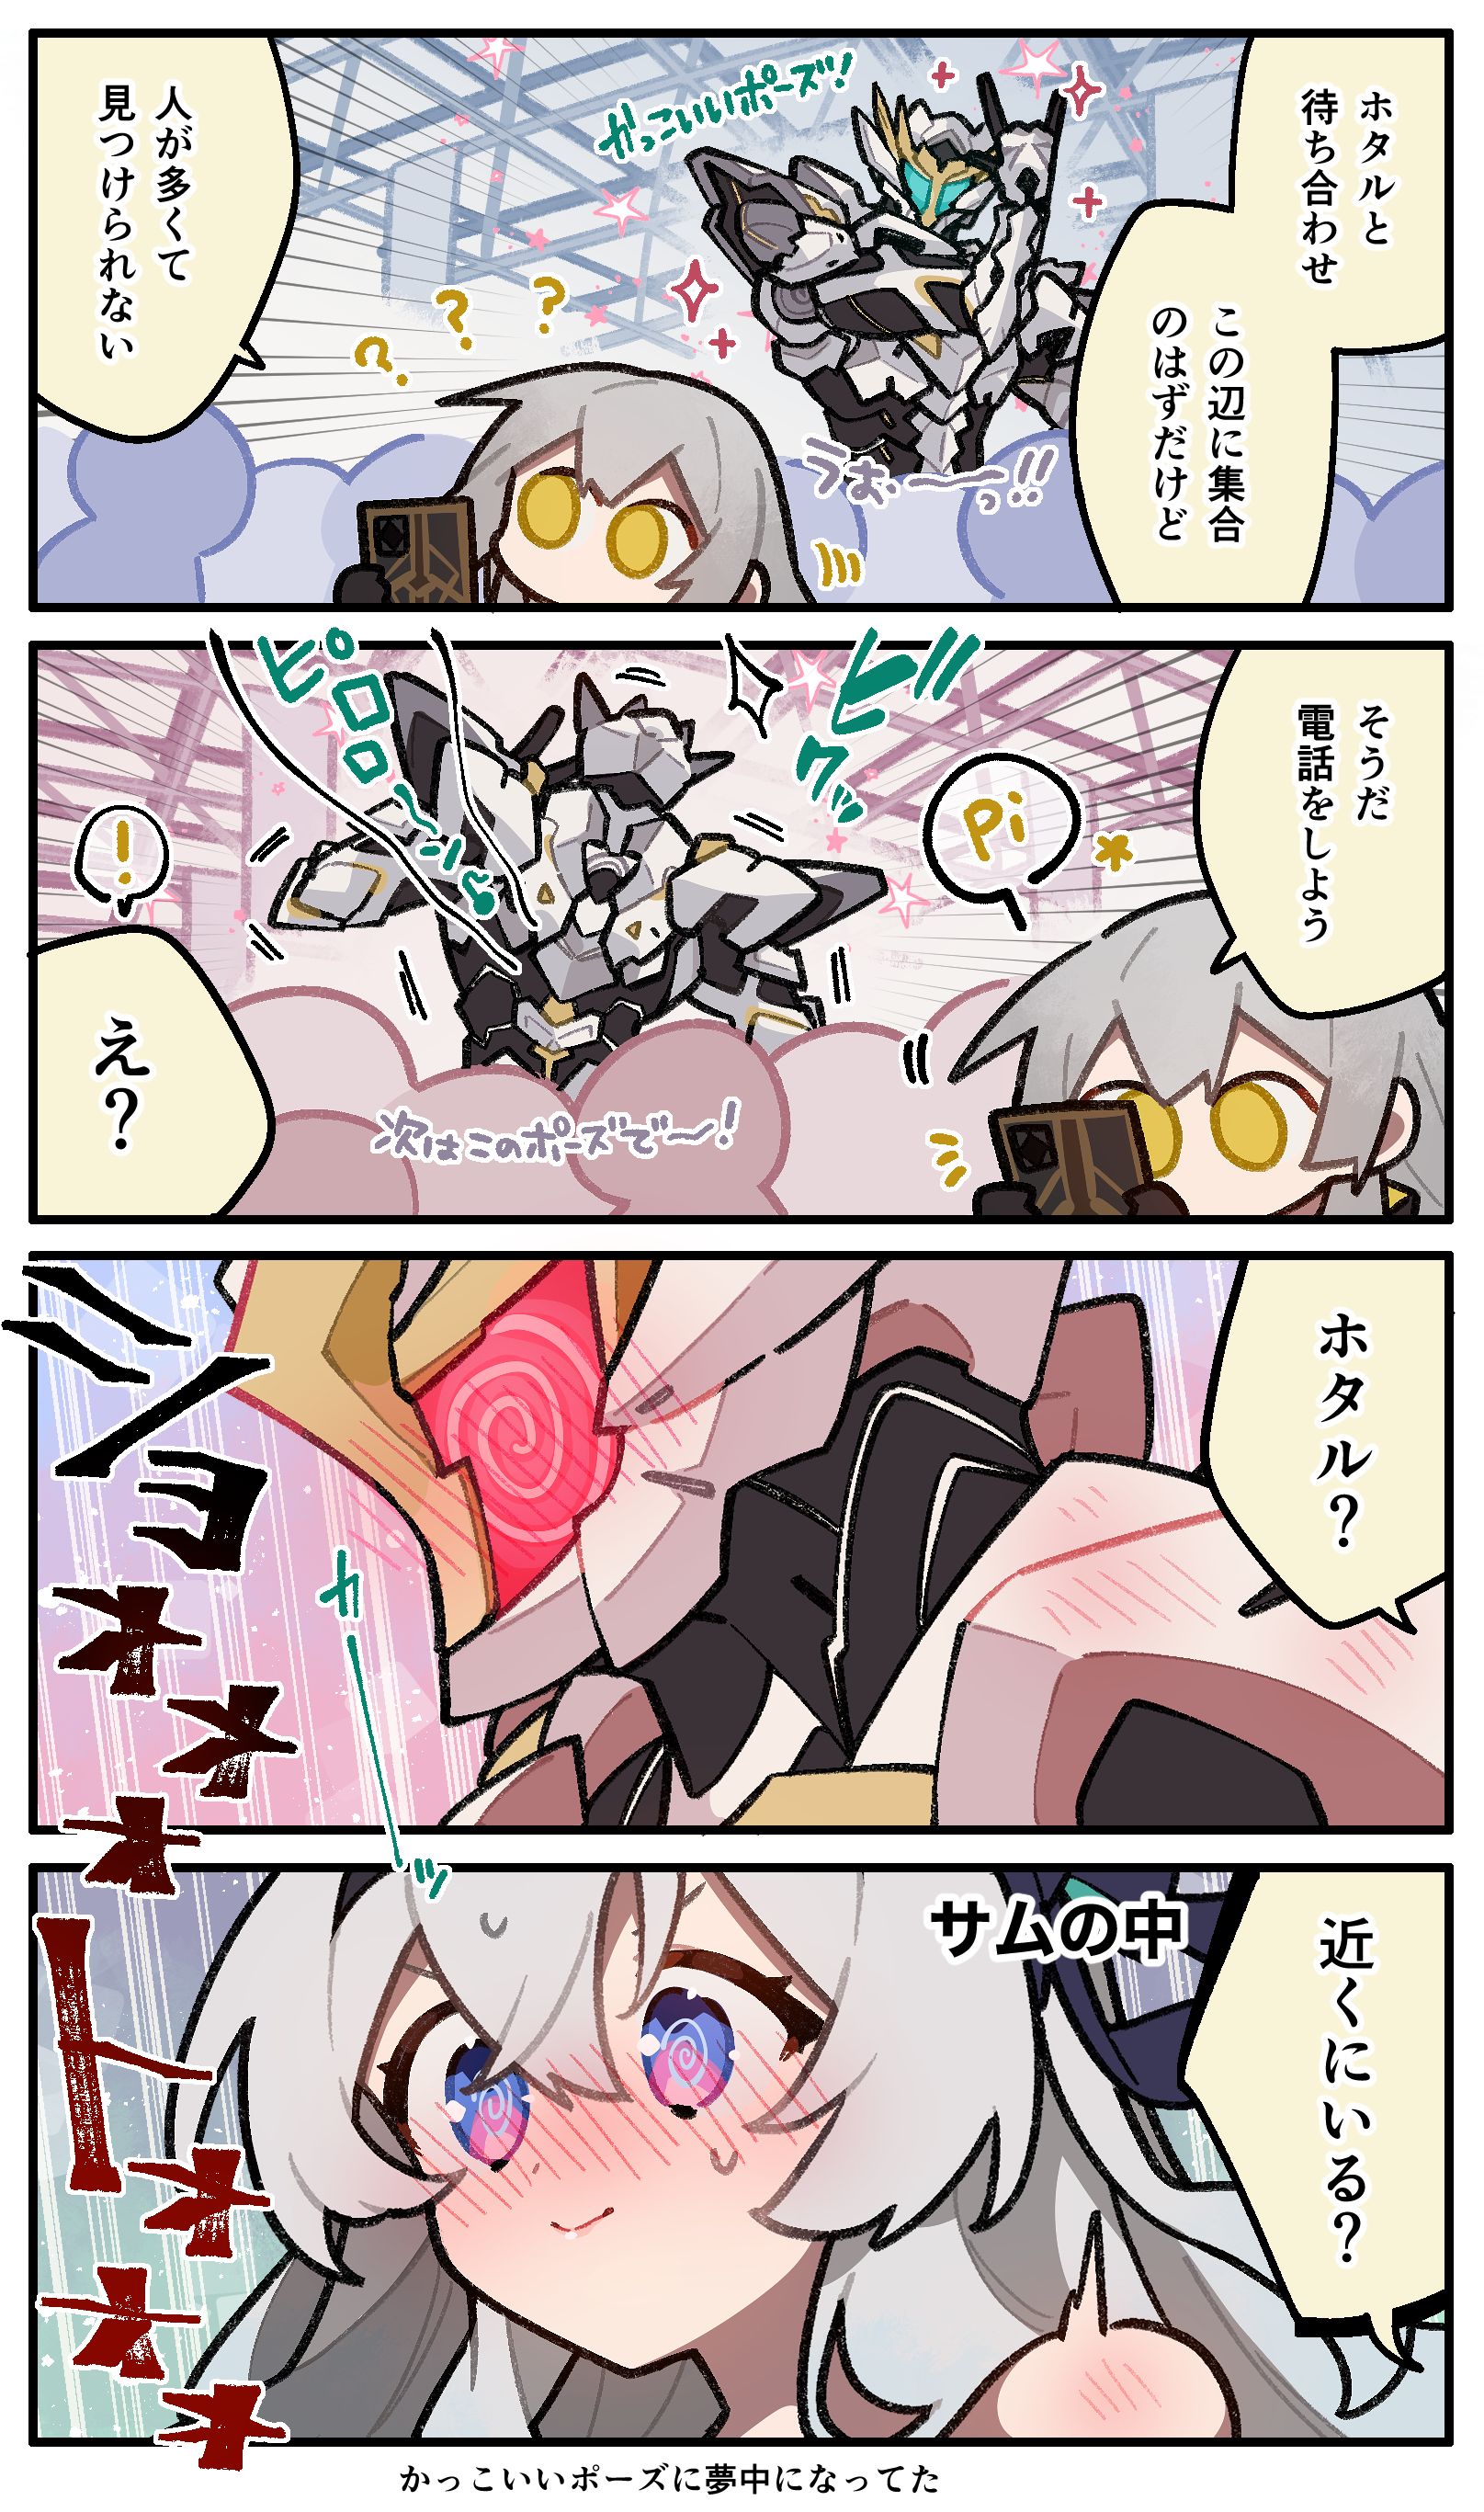 ホタルと
待ち合わせ
この辺に集合
のはずだけど
かっこいいポーズ!
人が多くて
見つけられない
? ? ?
うぉ〜〜っ!!
そうだ
電話をしよう
Pi
ビクッ
ピロロ〜ン♪
!
え?
次はこのポーズで〜!
ホタル?
カーッ
ショオオオオオオオ
近くにいる?
サムの中
かっこいいポーズに夢中になってた